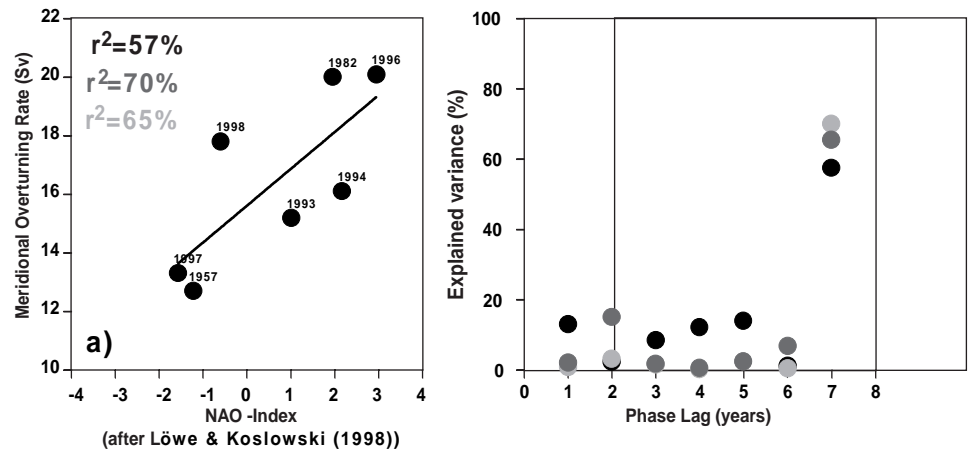 22
20
18
16
14
12
10
Meridional Overturning Rate (Sv)
r²=57%
r²=70%
r²=65%
1982
1996
1998
1994
1993
1997
1957
a)
-4 -3 -2 -1 0 1 2 3 4
NAO -Index
(after Löwe & Koslowski (1998))
100
80
60
40
20
0
Explained variance (%)
0 1 2 3 4 5 6 7 8
Phase Lag (years)